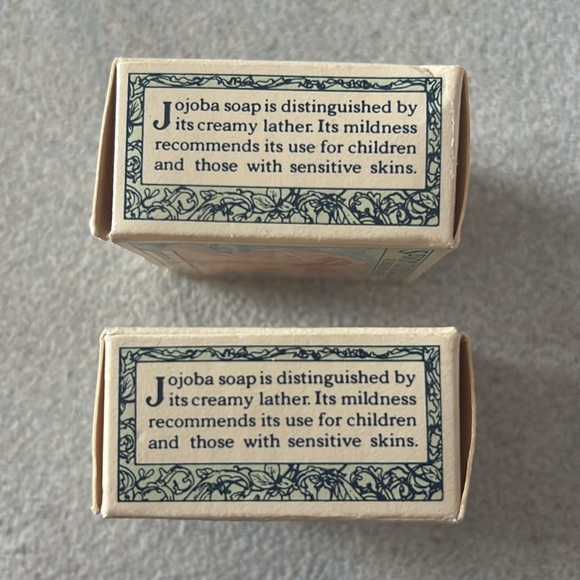 Jojoba soap is distinguished by
its creamy lather. Its mildness
recommends its use for children
and those with sensitive skins.
Jojoba soap is distinguished by
its creamy lather. Its mildness
recommends its use for children
and those with sensitive skins.